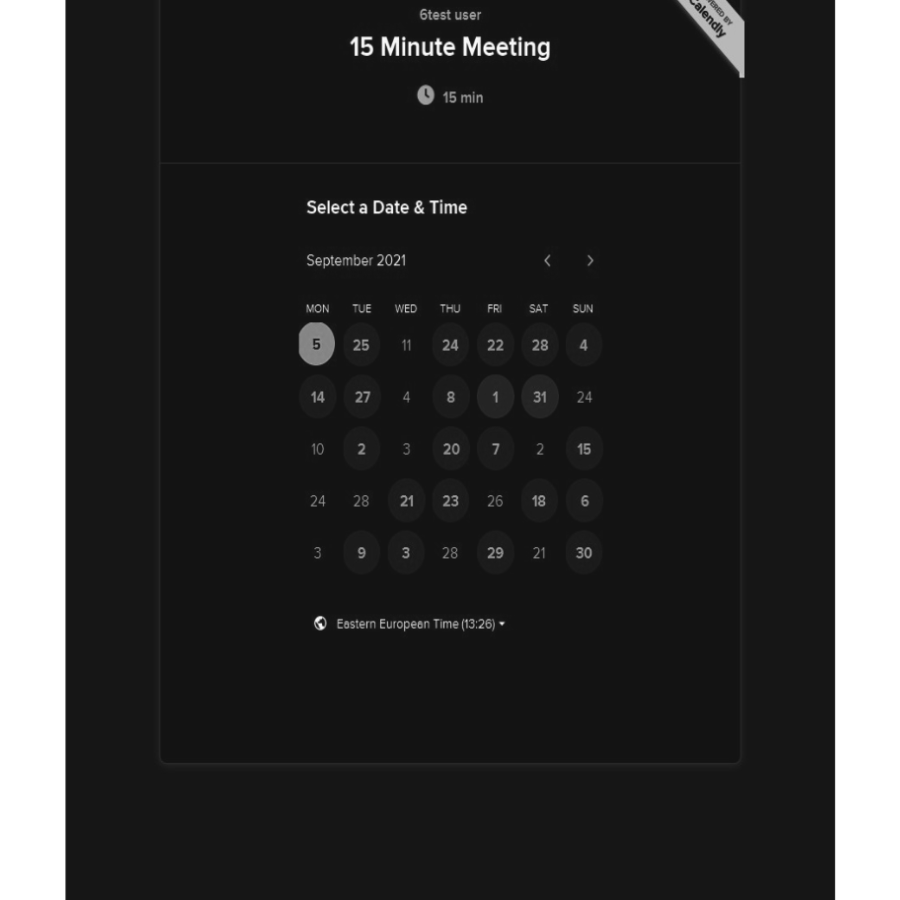 6test user
15 Minute Meeting
15 min
Calendly
Select a Date & Time
September 2021
MON TUE WED THU FRI SAT SUN
5 25 11 24 22 28 4
14 27 4 8 1 31 24
10 2 3 20 7 2 15
24 28 21 23 26 18 6
3 9 3 28 29 21 30
Eastern European Time (13:26)